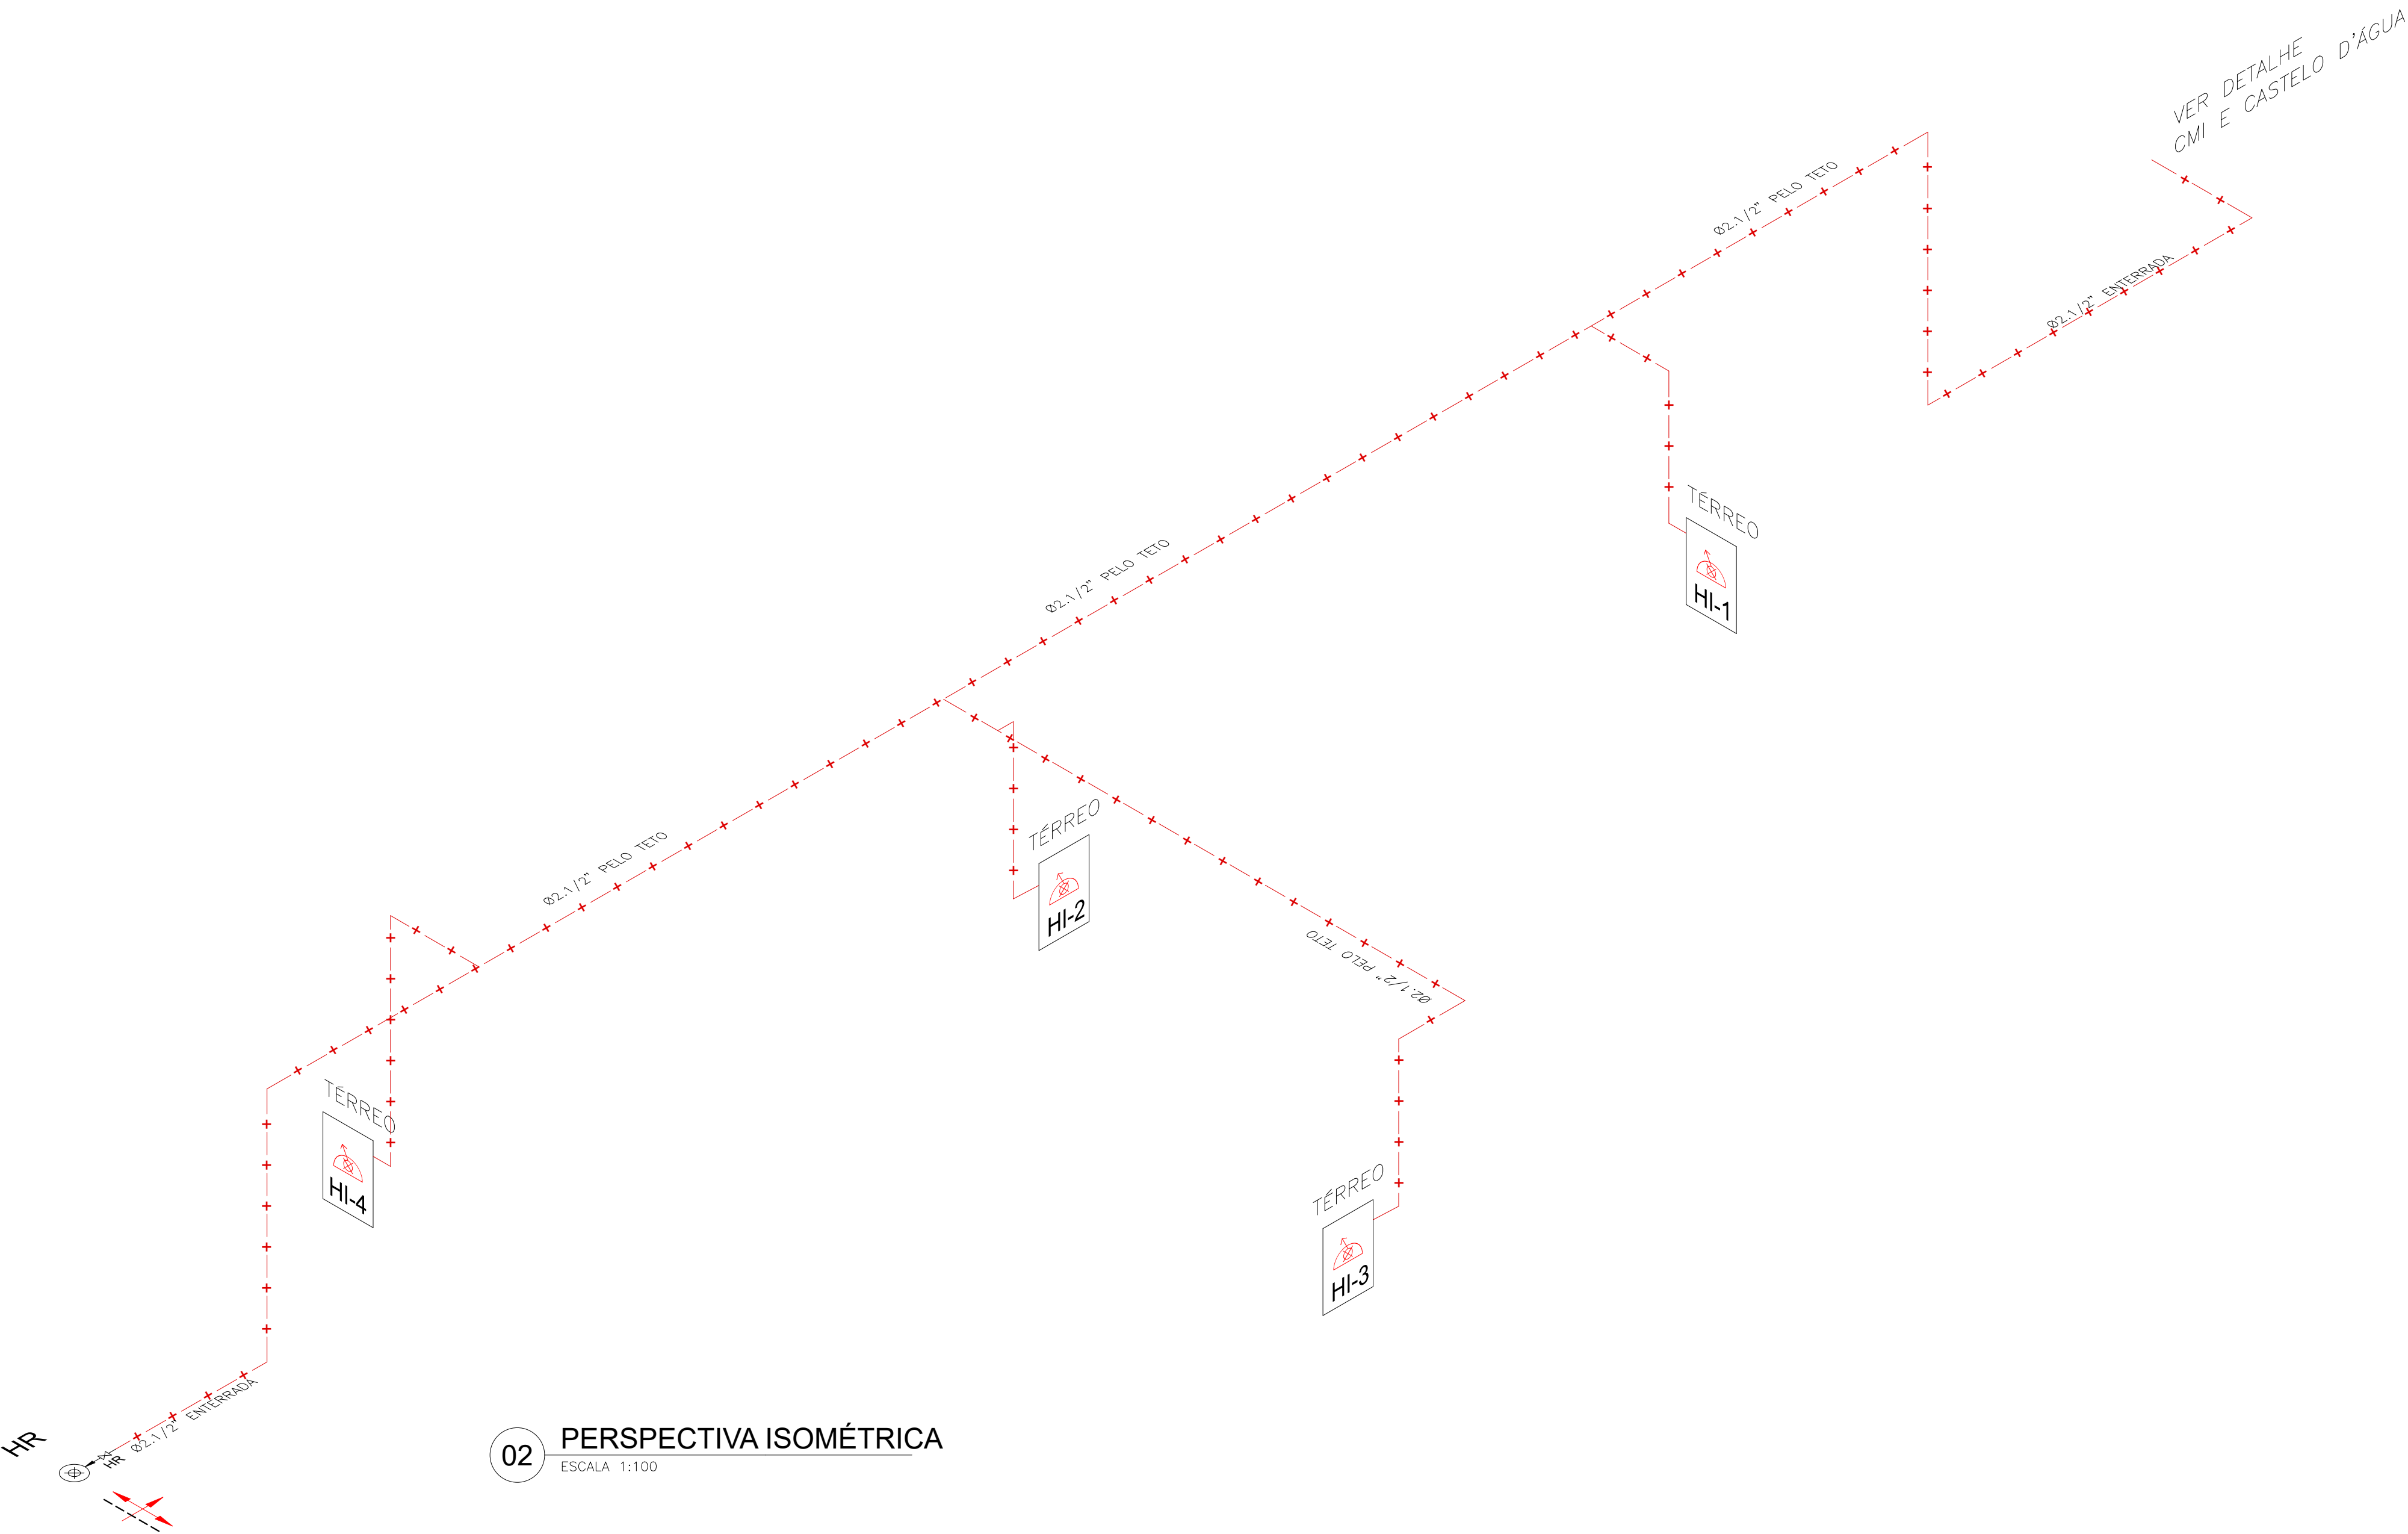 VER DETALHE
CMI E CASTELO D'ÁGUA
Ø2.1/2" PELO TETO
Ø2.1/2" ENTERRADA
TÉRREO
HI-1
Ø2.1/2" PELO TETO
TÉRREO
HI-2
Ø2.1/2" PELO TETO
Ø2.1/2" PELO TETO
TÉRREO
HI-4
TÉRREO
HI-3
Ø2.1/2" ENTERRADA
HR
HR
02
PERSPECTIVA ISOMÉTRICA
ESCALA 1:100